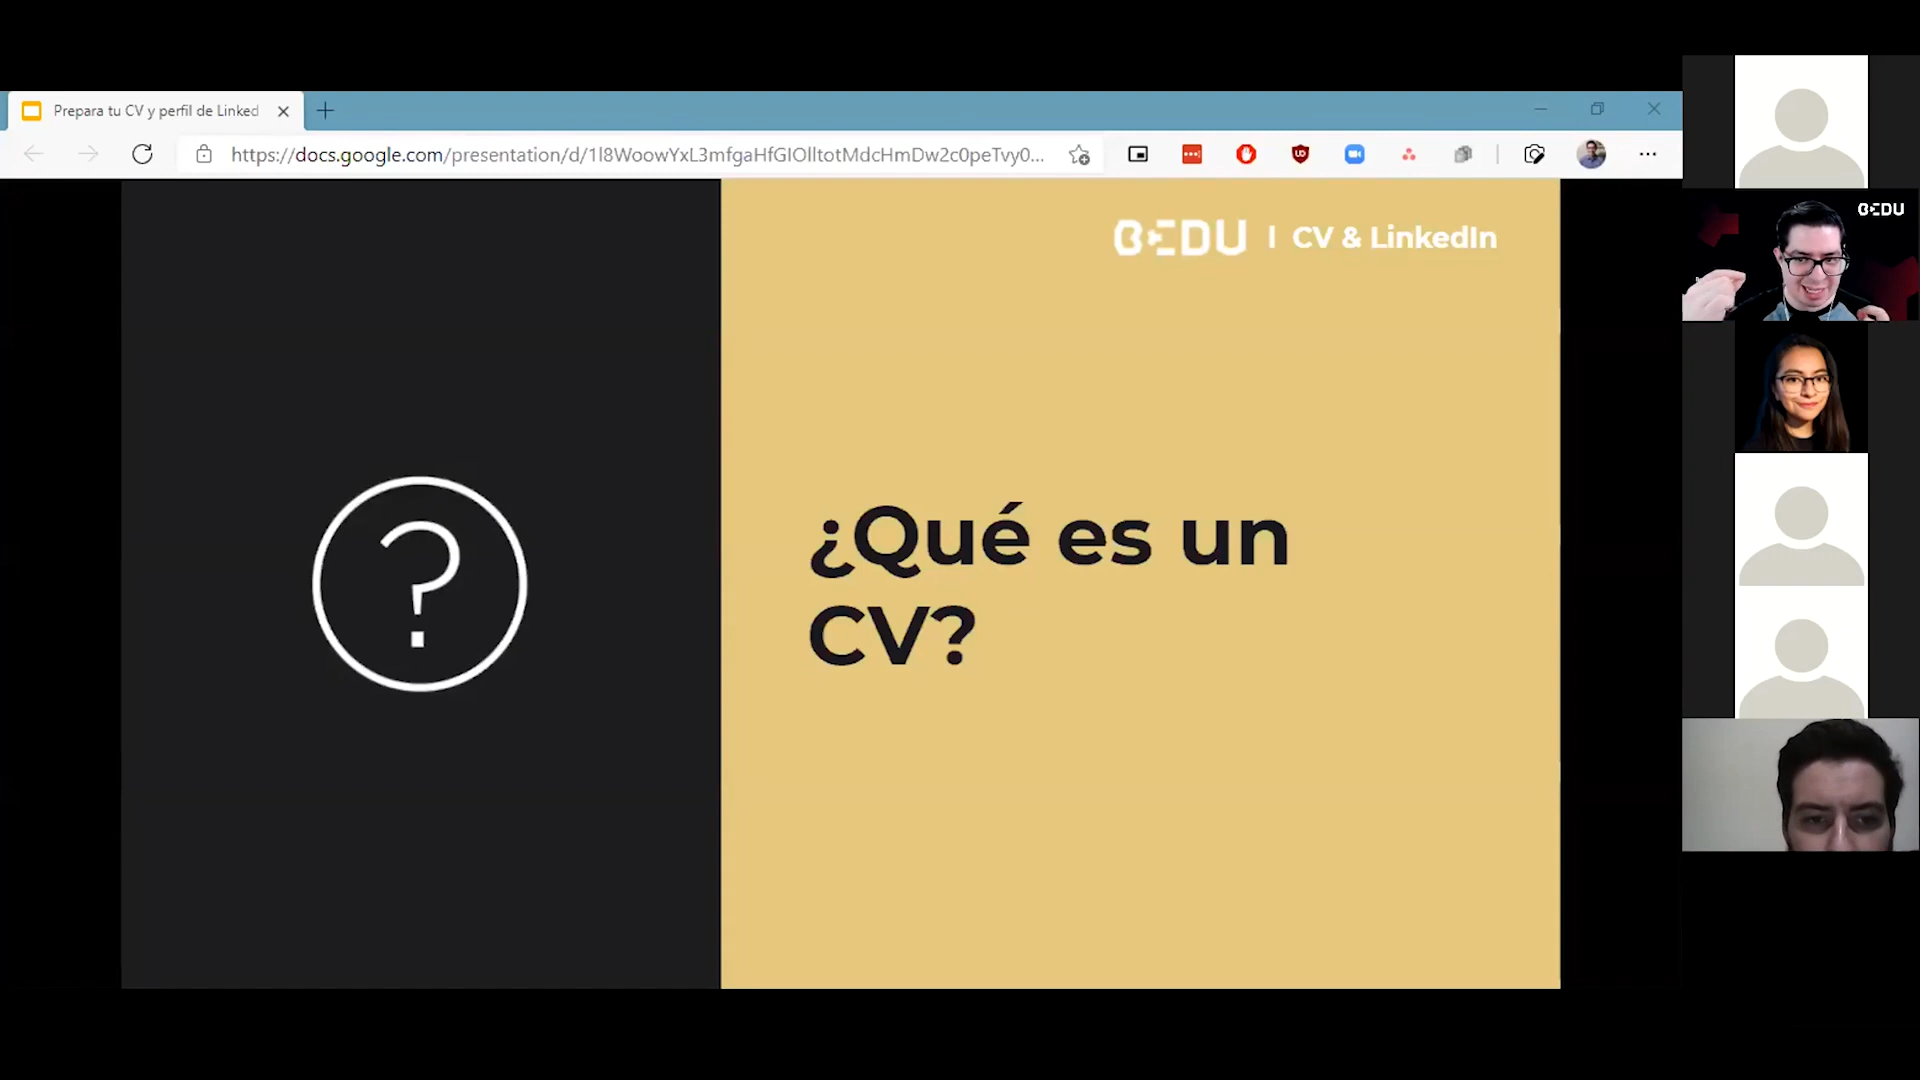 Prepara tu CV y perfil de Linked
https://docs.google.com/presentation/d/1l8WoowYxL3mfgaHfGIOlltotMdcHmDw2c0peTvy0...
BEDU | CV & LinkedIn
BEDU
¿Qué es un
CV?